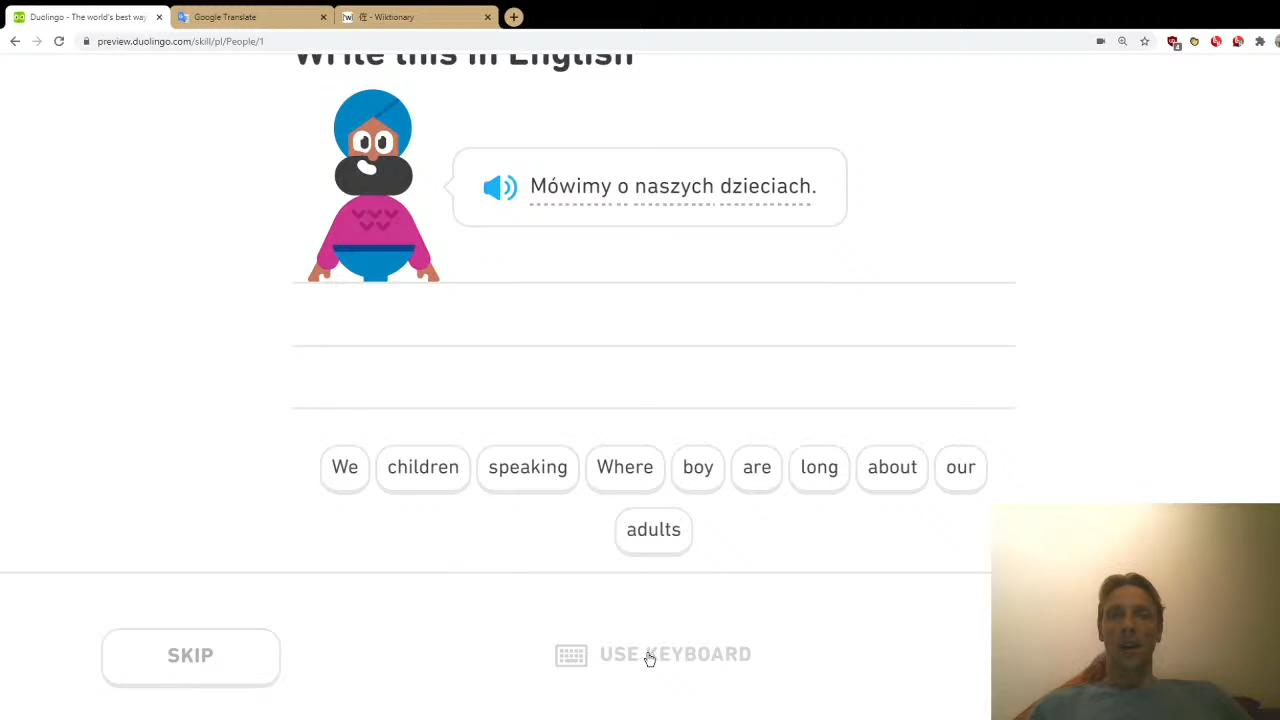 Duolingo - The world's best way
Google Translate
佐 - Wiktionary
preview.duolingo.com/skill/pl/People/1
Write this in English
Mówimy o naszych dzieciach.
We children speaking Where boy are long about our
adults
SKIP
USE KEYBOARD